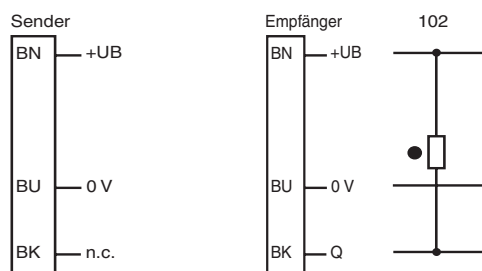 Sender
BN +UB
BU 0 V
BK n.c.
Empfänger
BN +UB
BU 0 V
BK Q
102